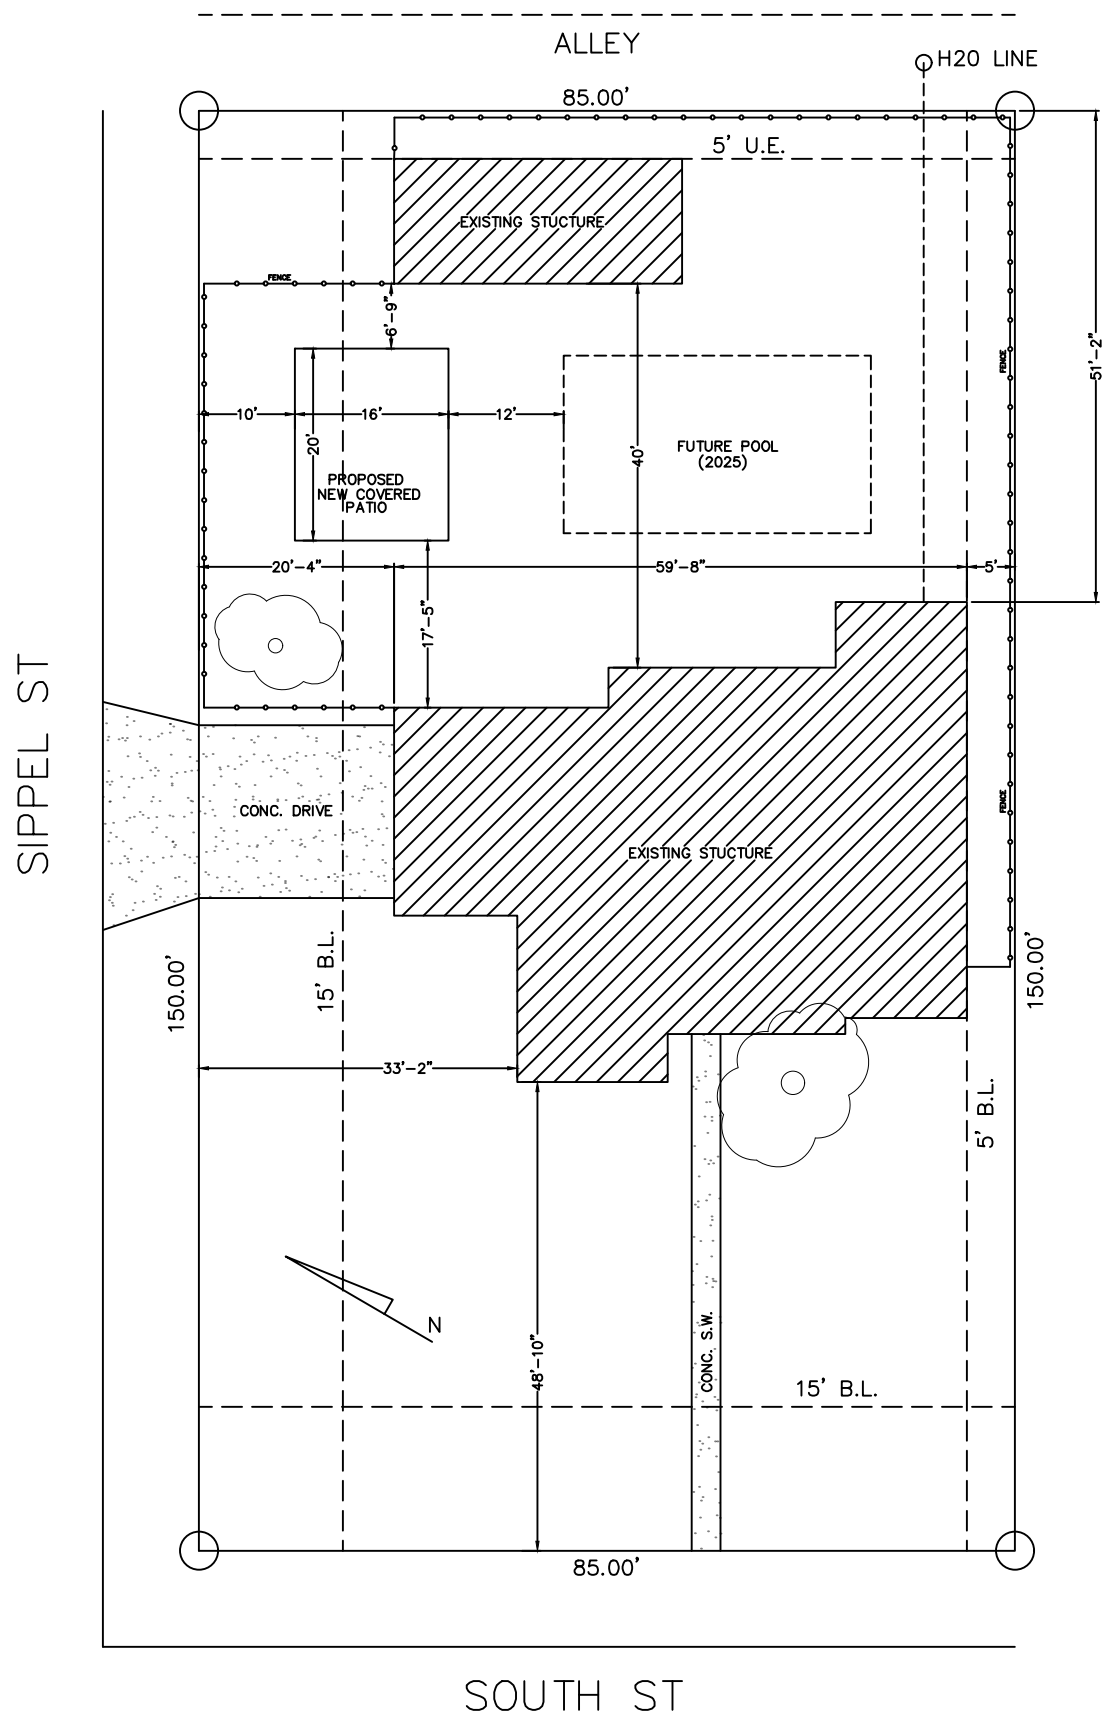 ALLEY
H20 LINE
85.00'
5' U.E.
EXISTING STUCTURE
FENCE
6'-9"
51'-2"
FENCE
10'
16'
12'
20'
40'
FUTURE POOL
(2025)
PROPOSED
NEW COVERED
PATIO
20'-4"
59'-8"
5'
17'-5"
SIPPEL ST
CONC. DRIVE
FENCE
EXISTING STUCTURE
150.00'
15' B.L.
150.00'
33'-2"
5' B.L.
N
48'-10"
CONC. S.W.
15' B.L.
85.00'
SOUTH ST